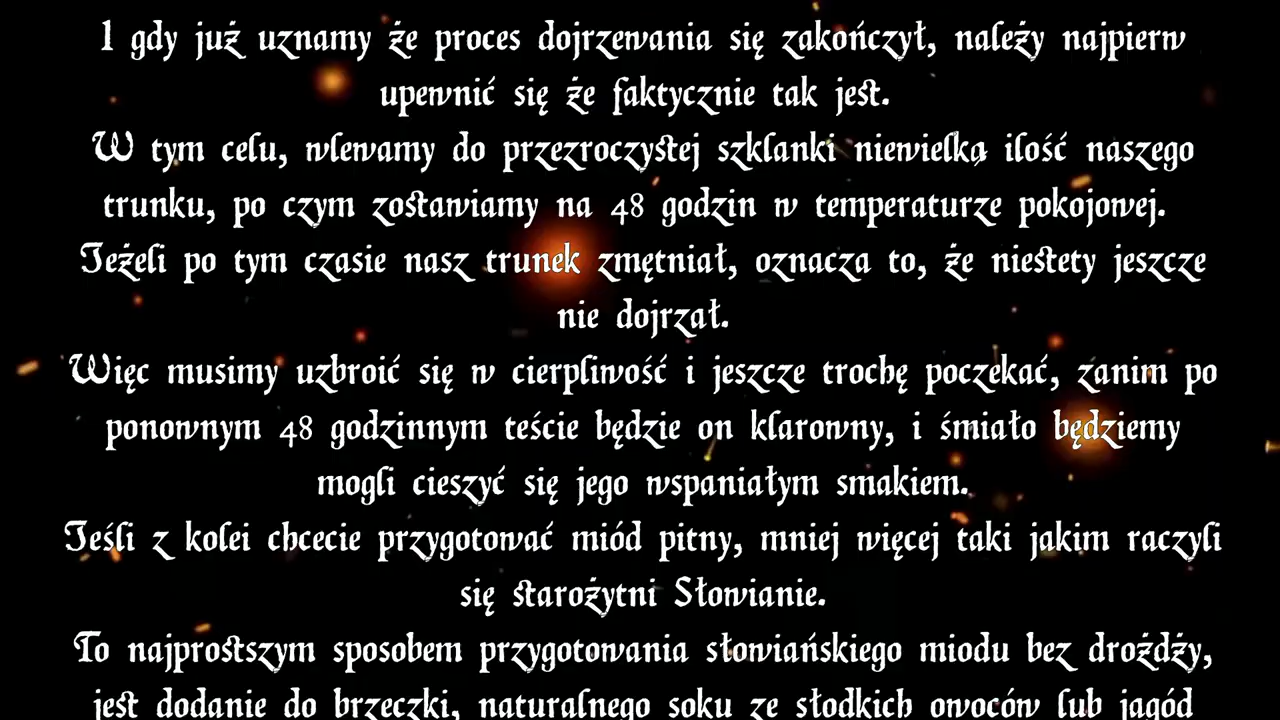 I gdy już uznamy że proces dojrzewania się zakończył, należy najpierw
upewnić się że faktycznie tak jest.
W tym celu, wlewamy do przezroczystej szklanki niewielką ilość naszego
trunku, po czym zostawiamy na 48 godzin w temperaturze pokojowej.
Jeżeli po tym czasie nasz trunek zmętniał, oznacza to, że niestety jeszcze
nie dojrzał.
Więc musimy uzbroić się w cierpliwość i jeszcze trochę poczekać, zanim po
ponownym 48 godzinnym teście będzie on klarowny, i śmiało będziemy
mogli cieszyć się jego wspaniałym smakiem.
Jeśli z kolei chcecie przygotować miód pitny, mniej więcej taki jakim raczyli
się starożytni Słowianie.
To najprostszym sposobem przygotowania słowiańskiego miodu bez drożdży,
jest dodanie do brzeczki, naturalnego soku ze słodkich owoców lub jagód